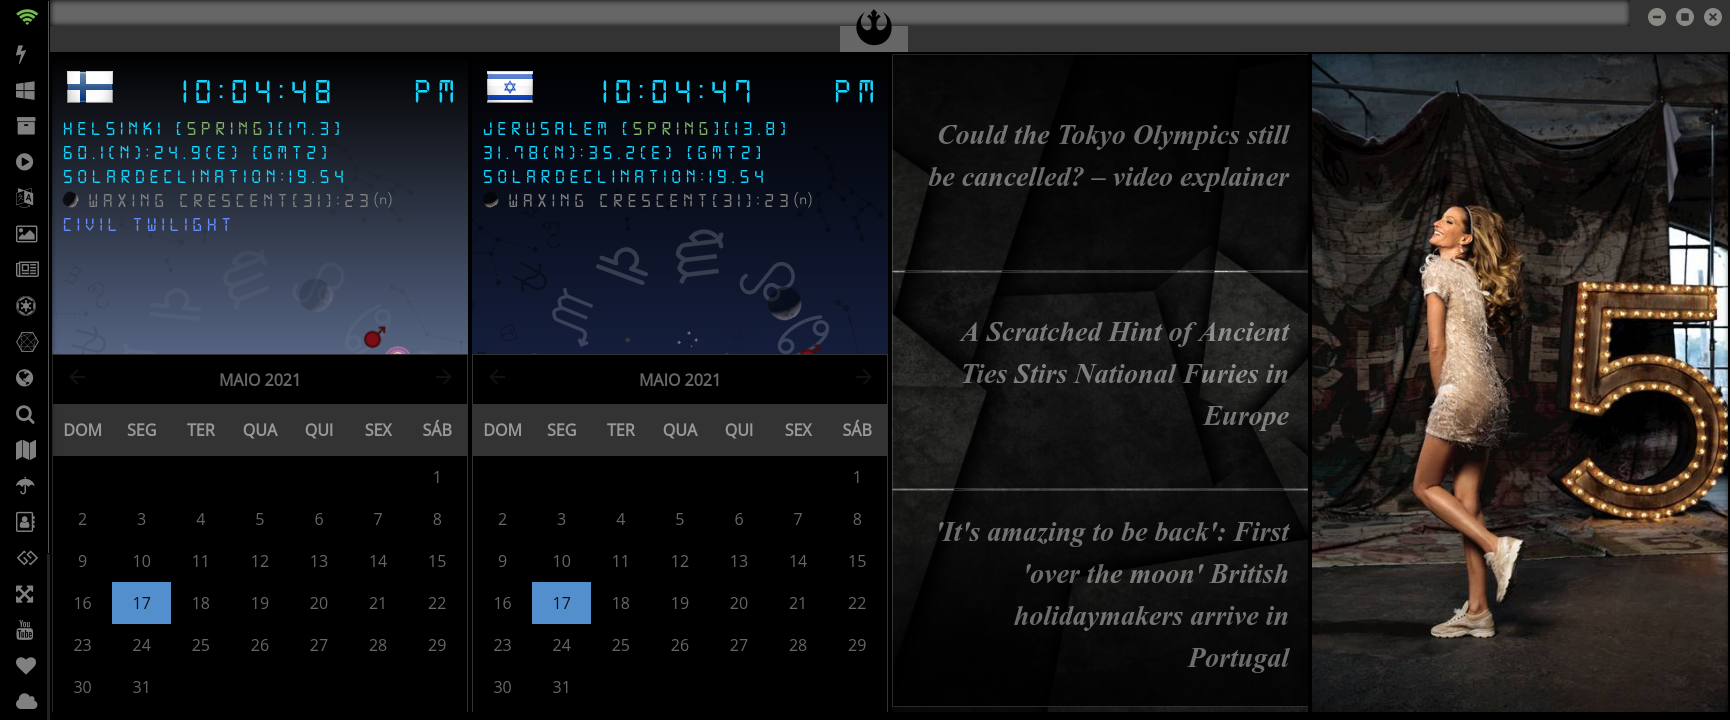 10:04:48 PM
HELSINKI [SPRING][17.3]
60.1(N):24.9(E) [GMT2]
SOLARDECLINATION:19.54
WAXING CRESCENT[31]:23(n)
CIVIL TWILIGHT
MAIO 2021
DOM SEG TER QUA QUI SEX SÁB
1
2 3 4 5 6 7 8
9 10 11 12 13 14 15
16 17 18 19 20 21 22
23 24 25 26 27 28 29
30 31
10:04:47 PM
JERUSALEM [SPRING][13.8]
31.78(N):35.2(E) [GMT2]
SOLARDECLINATION:19.54
WAXING CRESCENT[31]:23(n)
MAIO 2021
DOM SEG TER QUA QUI SEX SÁB
1
2 3 4 5 6 7 8
9 10 11 12 13 14 15
16 17 18 19 20 21 22
23 24 25 26 27 28 29
30 31
Could the Tokyo Olympics still
be cancelled? – video explainer
A Scratched Hint of Ancient
Ties Stirs National Furies in
Europe
'It's amazing to be back': First
'over the moon' British
holidaymakers arrive in
Portugal
5
You
Tube